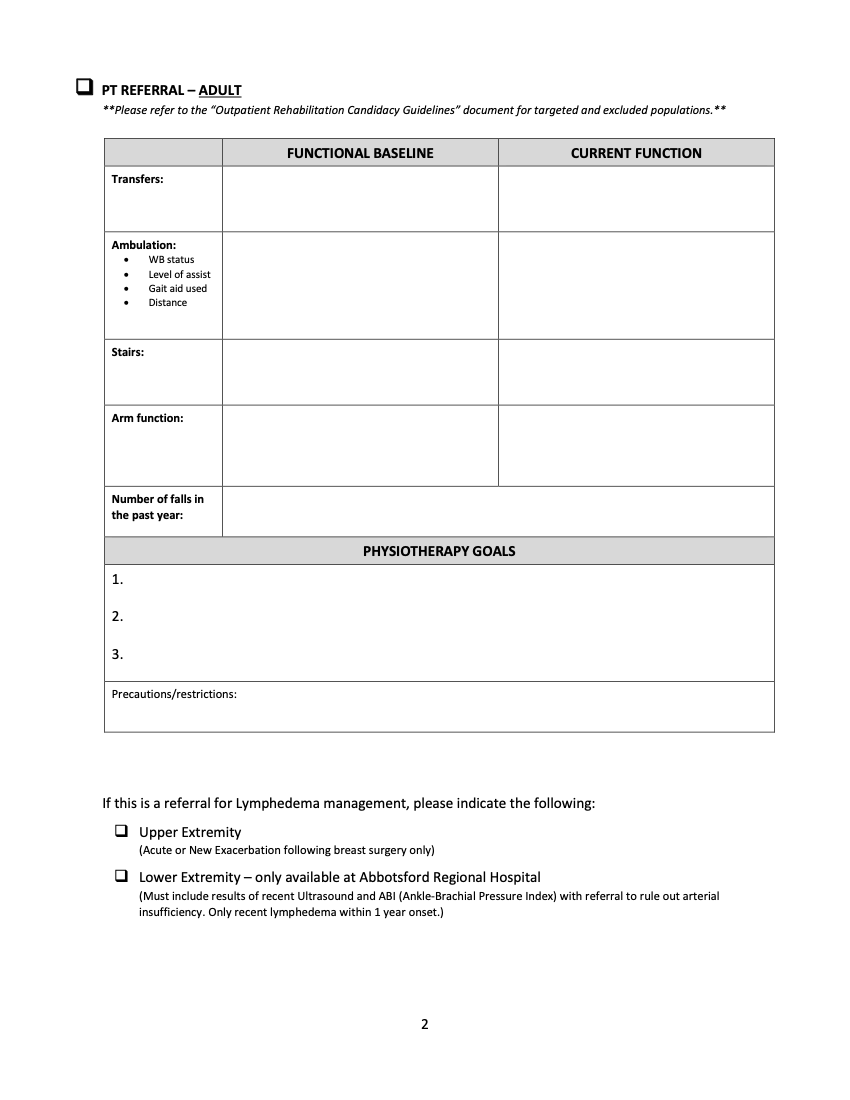 ❑ PT REFERRAL – ADULT
**Please refer to the “Outpatient Rehabilitation Candidacy Guidelines” document for targeted and excluded populations.**
FUNCTIONAL BASELINE CURRENT FUNCTION
Transfers:
Ambulation:
• WB status
• Level of assist
• Gait aid used
• Distance
Stairs:
Arm function:
Number of falls in
the past year:
PHYSIOTHERAPY GOALS
1.
2.
3.
Precautions/restrictions:
If this is a referral for Lymphedema management, please indicate the following:
❑ Upper Extremity
(Acute or New Exacerbation following breast surgery only)
❑ Lower Extremity – only available at Abbotsford Regional Hospital
(Must include results of recent Ultrasound and ABI (Ankle-Brachial Pressure Index) with referral to rule out arterial
insufficiency. Only recent lymphedema within 1 year onset.)
2